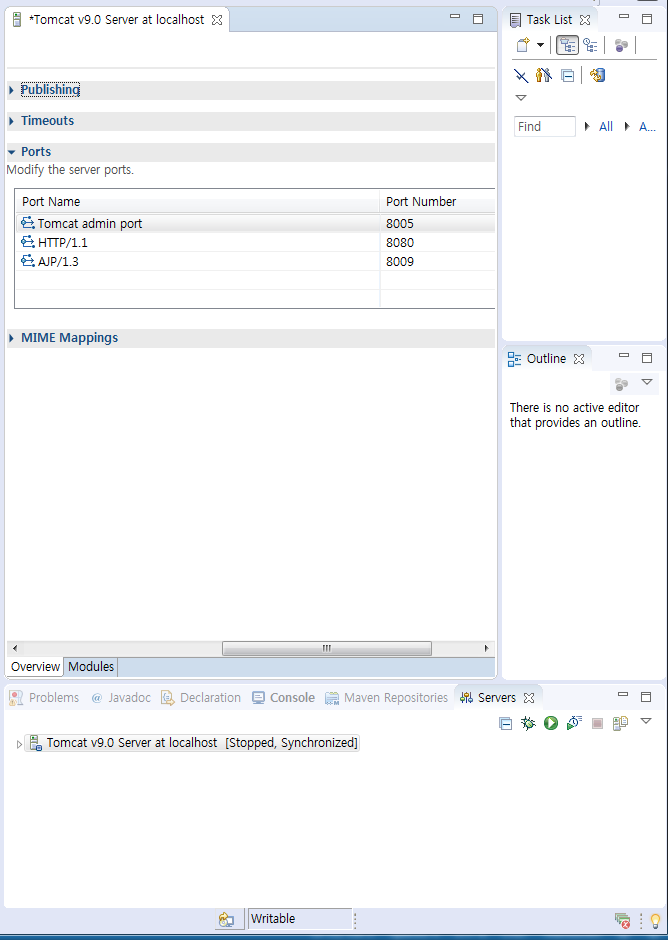 *Tomcat v9.0 Server at localhost
Publishing
Timeouts
Ports
Modify the server ports.
Port Name Port Number
Tomcat admin port 8005
HTTP/1.1 8080
AJP/1.3 8009
MIME Mappings
Overview Modules
Task List
Find All A...
Outline
There is no active editor
that provides an outline.
Problems @ Javadoc Declaration Console Maven Repositories Servers
Tomcat v9.0 Server at localhost [Stopped, Synchronized]
Writable